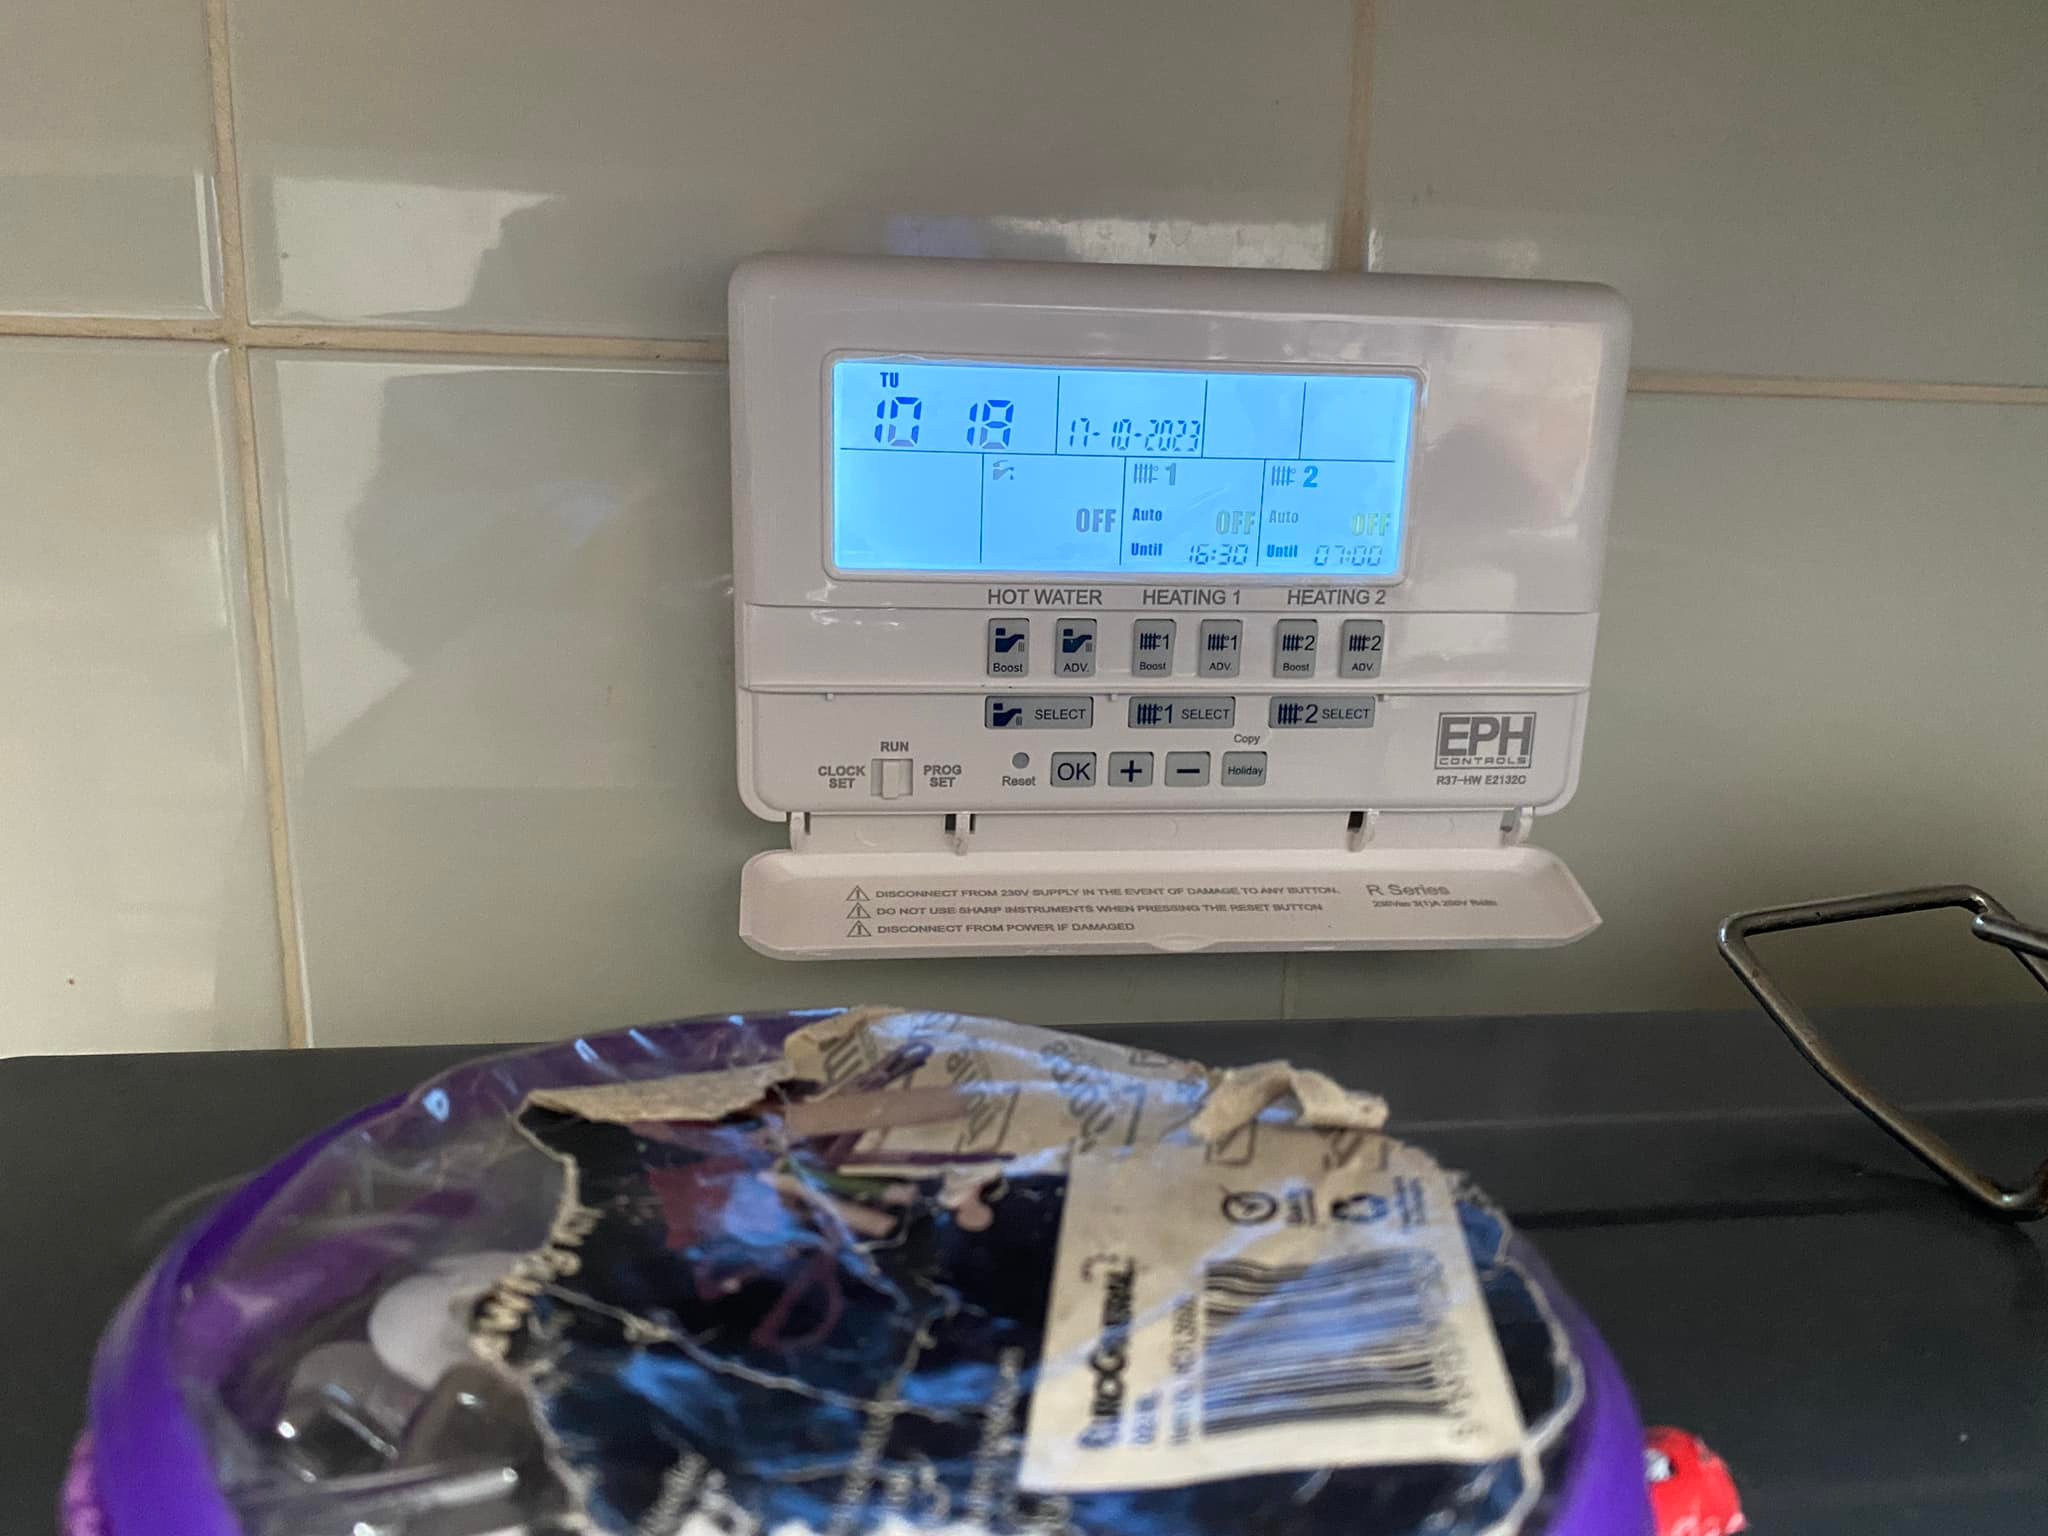 TU
10 18
17-10-2023
1
2
OFF
Auto OFF
Auto OFF
Until 16:30
Until 07:00
HOT WATER HEATING 1 HEATING 2
Boost
ADV.
1 Boost
1 ADV.
2 Boost
2 ADV.
SELECT
1 SELECT
2 SELECT
Copy
RUN
CLOCK SET
PROG SET
Reset
OK
+
−
Holiday
EPH
CONTROLS
R37-HW E2132C
DISCONNECT FROM 230V SUPPLY IN THE EVENT OF DAMAGE TO ANY BUTTON.
DO NOT USE SHARP INSTRUMENTS WHEN PRESSING THE RESET BUTTON
DISCONNECT FROM POWER IF DAMAGED
R Series
EUROGENERAL